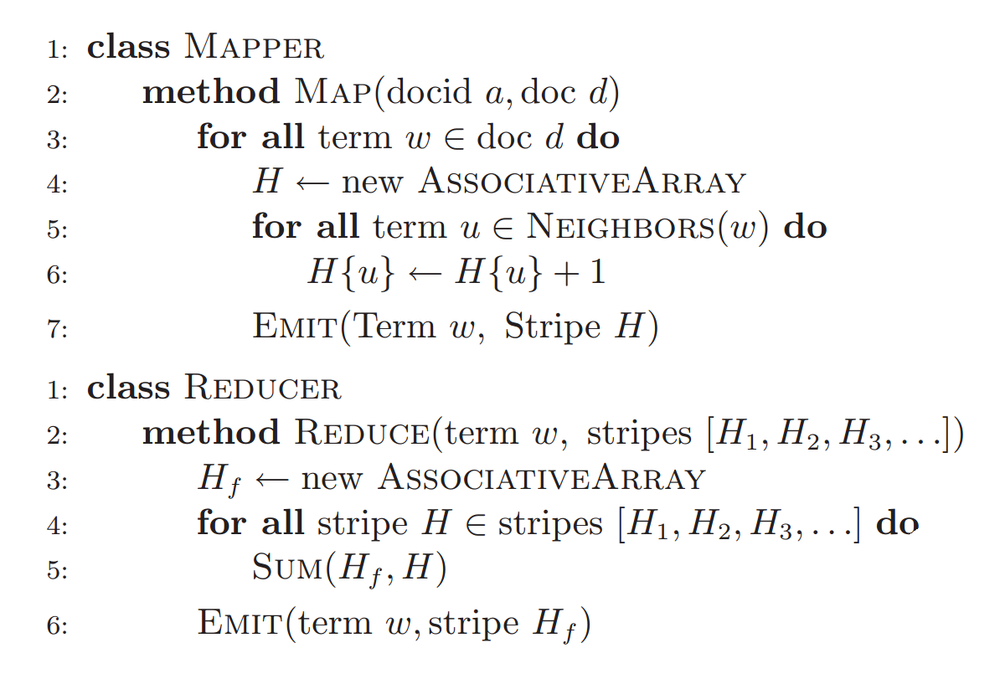 1: class Mapper
2: method Map(docid a, doc d)
3: for all term w ∈ doc d do
4: H ← new AssociativeArray
5: for all term u ∈ Neighbors(w) do
6: H{u} ← H{u} + 1
7: Emit(Term w, Stripe H)
1: class Reducer
2: method Reduce(term w, stripes [H₁, H₂, H₃, . . .])
3: H_f ← new AssociativeArray
4: for all stripe H ∈ stripes [H₁, H₂, H₃, . . .] do
5: Sum(H_f, H)
6: Emit(term w, stripe H_f)